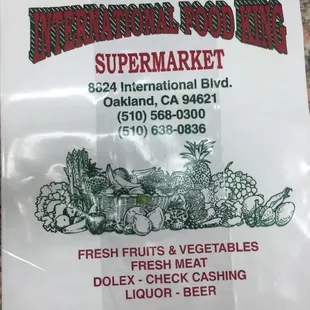 INTERNATIONAL FOOD KING
SUPERMARKET
8824 International Blvd.
Oakland, CA 94621
(510) 568-0300
(510) 638-0836
FRESH FRUITS & VEGETABLES
FRESH MEAT
DOLEX - CHECK CASHING
LIQUOR - BEER